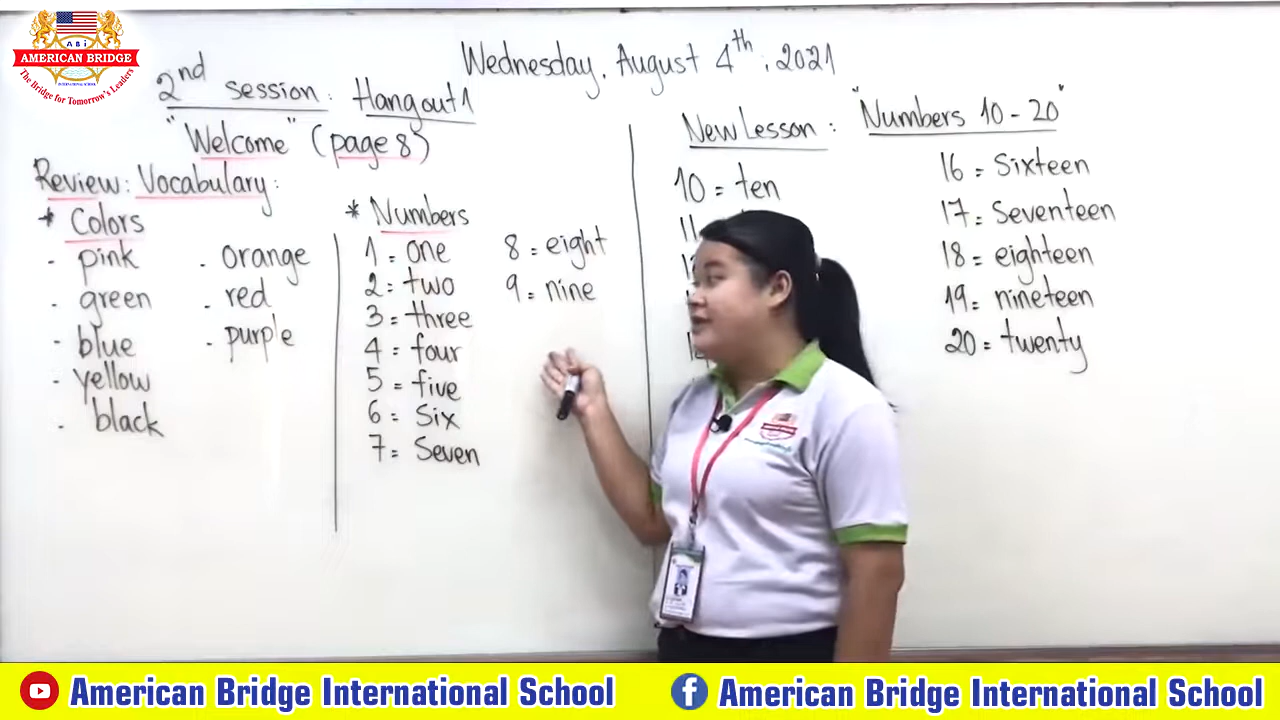 A B i
AMERICAN BRIDGE
The Bridge for Tomorrow's Leaders
INTERNATIONAL SCHOOL
Wednesday, August 4th, 2021
2nd session: Hangout 1
"Welcome" (page 8)
Review: Vocabulary:
* Colors
- pink
- green
- blue
- yellow
- black
- orange
- red
- purple
* Numbers
1 = one
2 = two
3 = three
4 = four
5 = five
6 = Six
7 = Seven
8 = eight
9 = nine
New Lesson: "Numbers 10 - 20"
10 = ten
11
16 = Sixteen
17 = Seventeen
18 = eighteen
19 = nineteen
20 = twenty
American Bridge International School
American Bridge International School